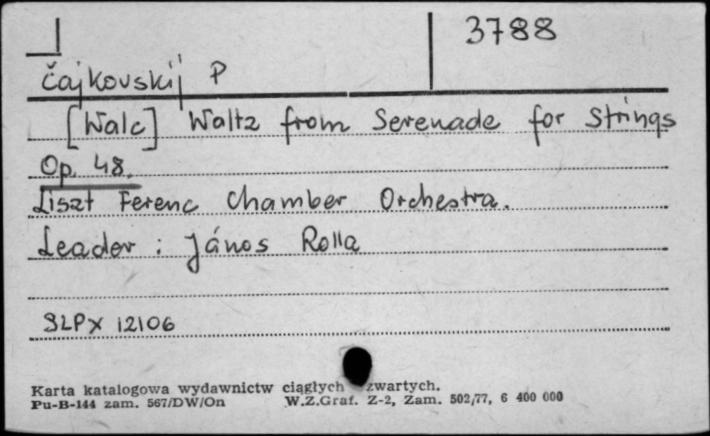 3788
Čajkovskij P
[Walc] Waltz from Serenade for Strings
Op. 48.
Liszt Ferenc Chamber Orchestra.
Leader : János Rolla
SLPX 12106
Karta katalogowa wydawnictw ciągłych zwartych.
Pu-B-144 zam. 567/DW/On W.Z.Graf. Z-2, Zam. 502/77, 6 400 000